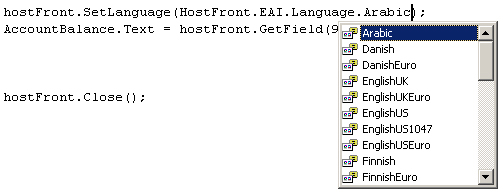 hostFront.SetLanguage(HostFront.EAI.Language.Arabic);
AccountBalance.Text = hostFront.GetField(9
hostFront.Close();
Arabic
Danish
DanishEuro
EnglishUK
EnglishUKEuro
EnglishUS
EnglishUS1047
EnglishUSEuro
Finnish
FinnishEuro